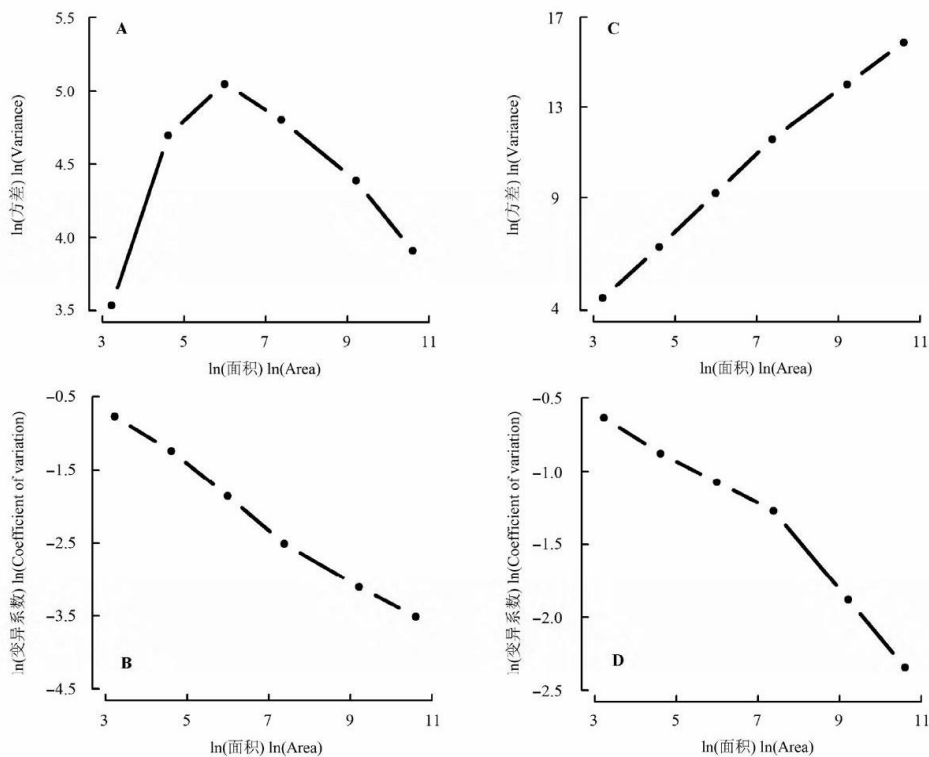 A
5.5
5.0
4.5
4.0
3.5
3 5 7 9 11
ln(方差) ln(Variance)
ln(面积) ln(Area)
C
17
13
9
4
3 5 7 9 11
ln(方差) ln(Variance)
ln(面积) ln(Area)
B
−0.5
−1.5
−2.5
−3.5
−4.5
3 5 7 9 11
ln(变异系数) ln(Coefficient of variation)
ln(面积) ln(Area)
D
−0.5
−1.0
−1.5
−2.0
−2.5
3 5 7 9 11
ln(变异系数) ln(Coefficient of variation)
ln(面积) ln(Area)